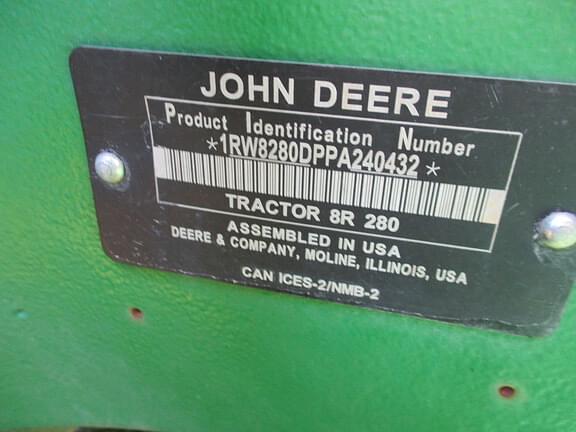 JOHN DEERE
Product Identification Number
*1RW8280DPPA240432*
TRACTOR 8R 280
ASSEMBLED IN USA
DEERE & COMPANY, MOLINE, ILLINOIS, USA
CAN ICES-2/NMB-2